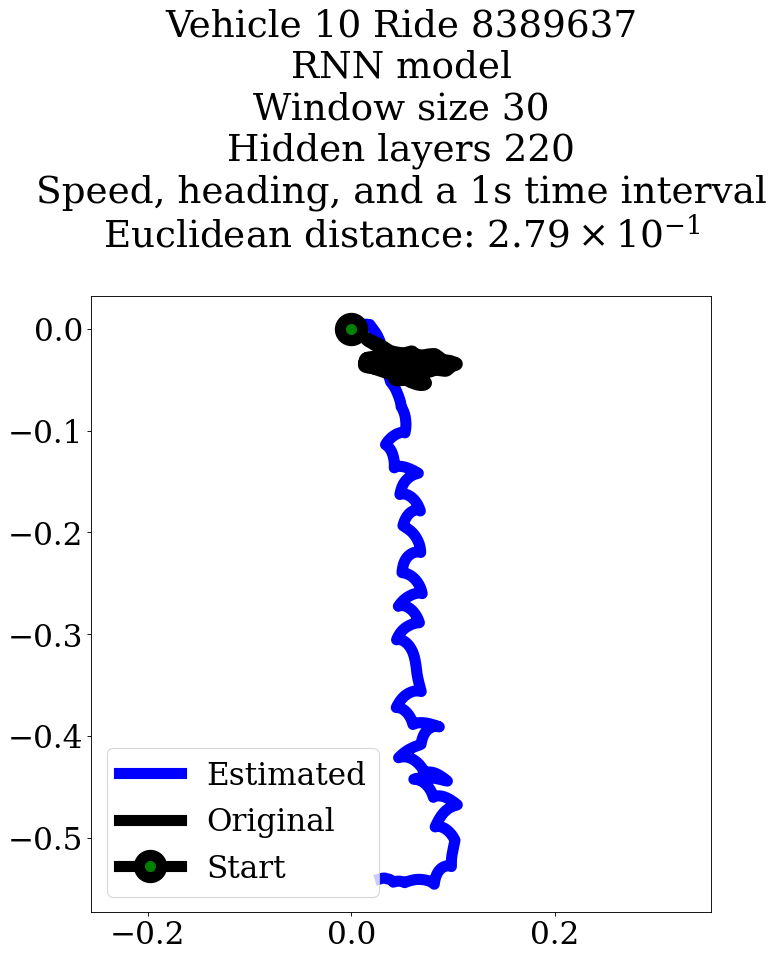 Vehicle 10 Ride 8389637
RNN model
Window size 30
Hidden layers 220
Speed, heading, and a 1s time interval
Euclidean distance: 2.79 × 10⁻¹
0.0
−0.1
−0.2
−0.3
−0.4
−0.5
Estimated
Original
Start
−0.2 0.0 0.2